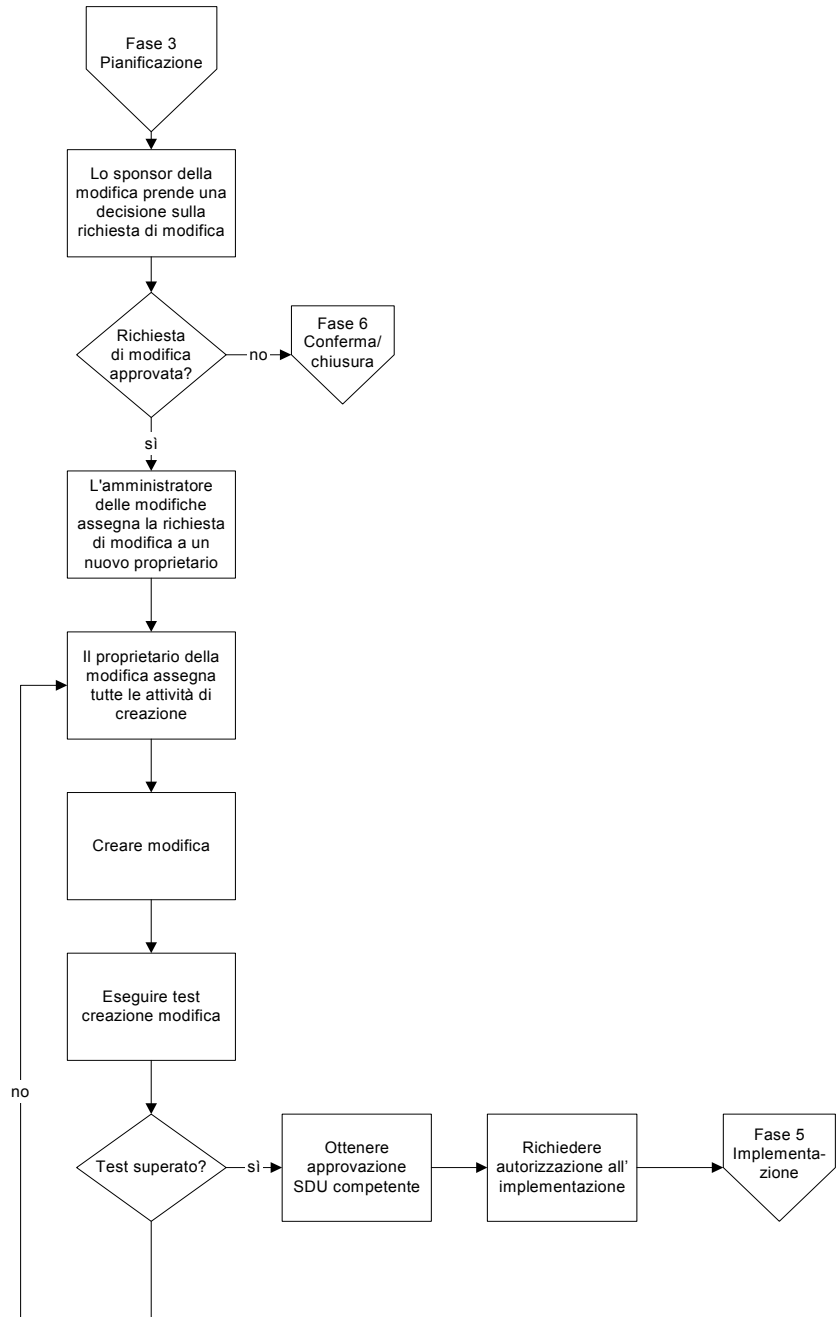 Fase 3
Pianificazione
Lo sponsor della
modifica prende una
decisione sulla
richiesta di modifica
Richiesta
di modifica
approvata?
no
Fase 6
Conferma/
chiusura
sì
L'amministratore
delle modifiche
assegna la richiesta
di modifica a un
nuovo proprietario
Il proprietario della
modifica assegna
tutte le attività di
creazione
Creare modifica
Eseguire test
creazione modifica
no
Test superato?
sì
Ottenere
approvazione
SDU competente
Richiedere
autorizzazione all'
implementazione
Fase 5
Implementa-
zione